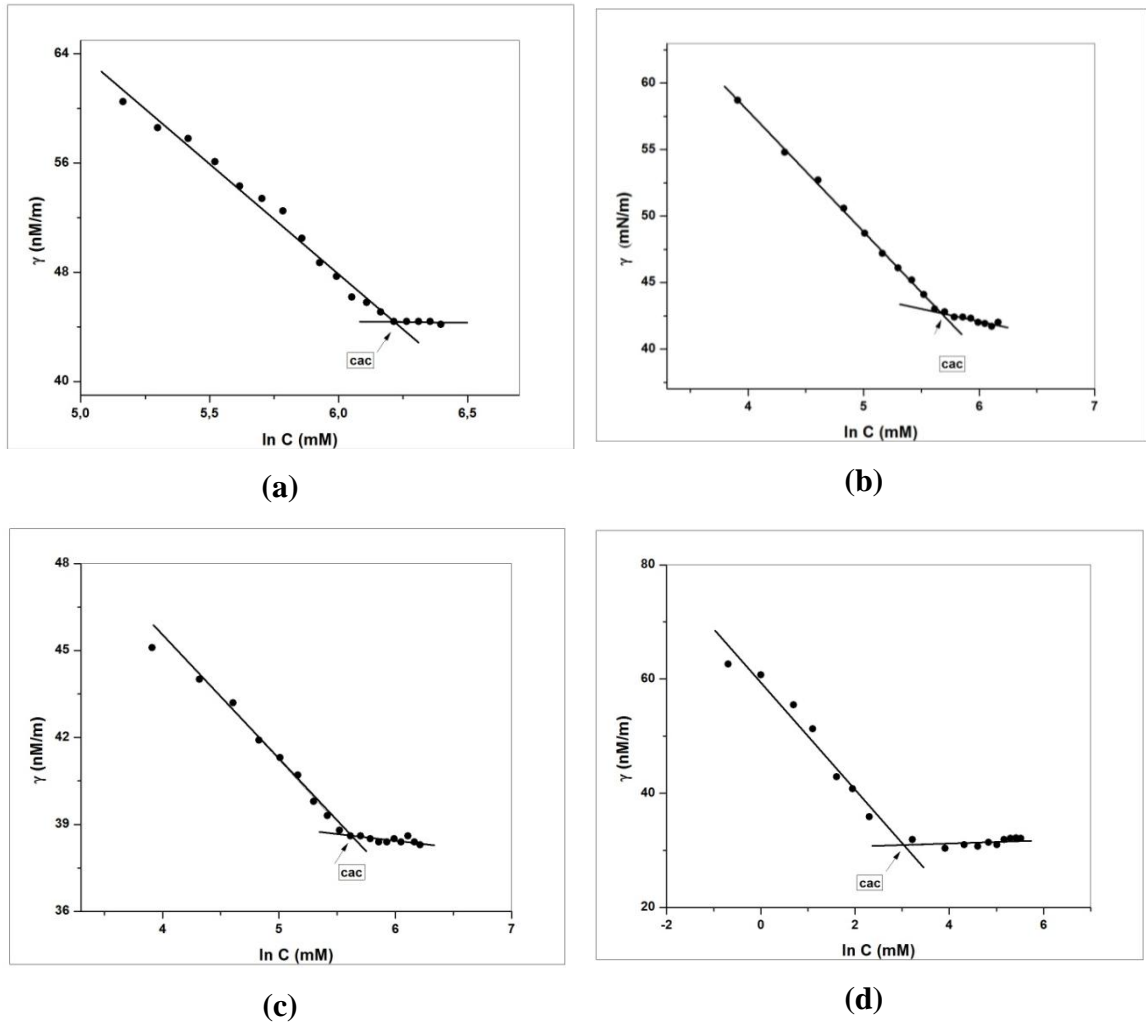 64
56
48
40
γ (nM/m)
cac
5,0 5,5 6,0 6,5
ln C (mM)
(a)
60
55
50
45
40
γ (mN/m)
cac
4 5 6 7
ln C (mM)
(b)
48
45
42
39
36
γ (nM/m)
cac
4 5 6 7
ln C (mM)
(c)
80
60
40
20
γ (nM/m)
cac
-2 0 2 4 6
ln C (mM)
(d)